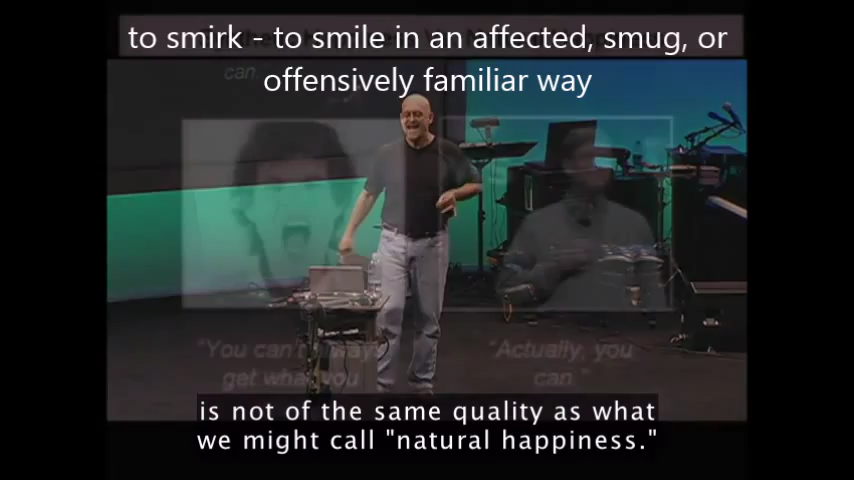 to smirk - to smile in an affected, smug, or
can.
offensively familiar way
"You can't always
"Actually, you
get what you
can."
is not of the same quality as what
we might call "natural happiness."